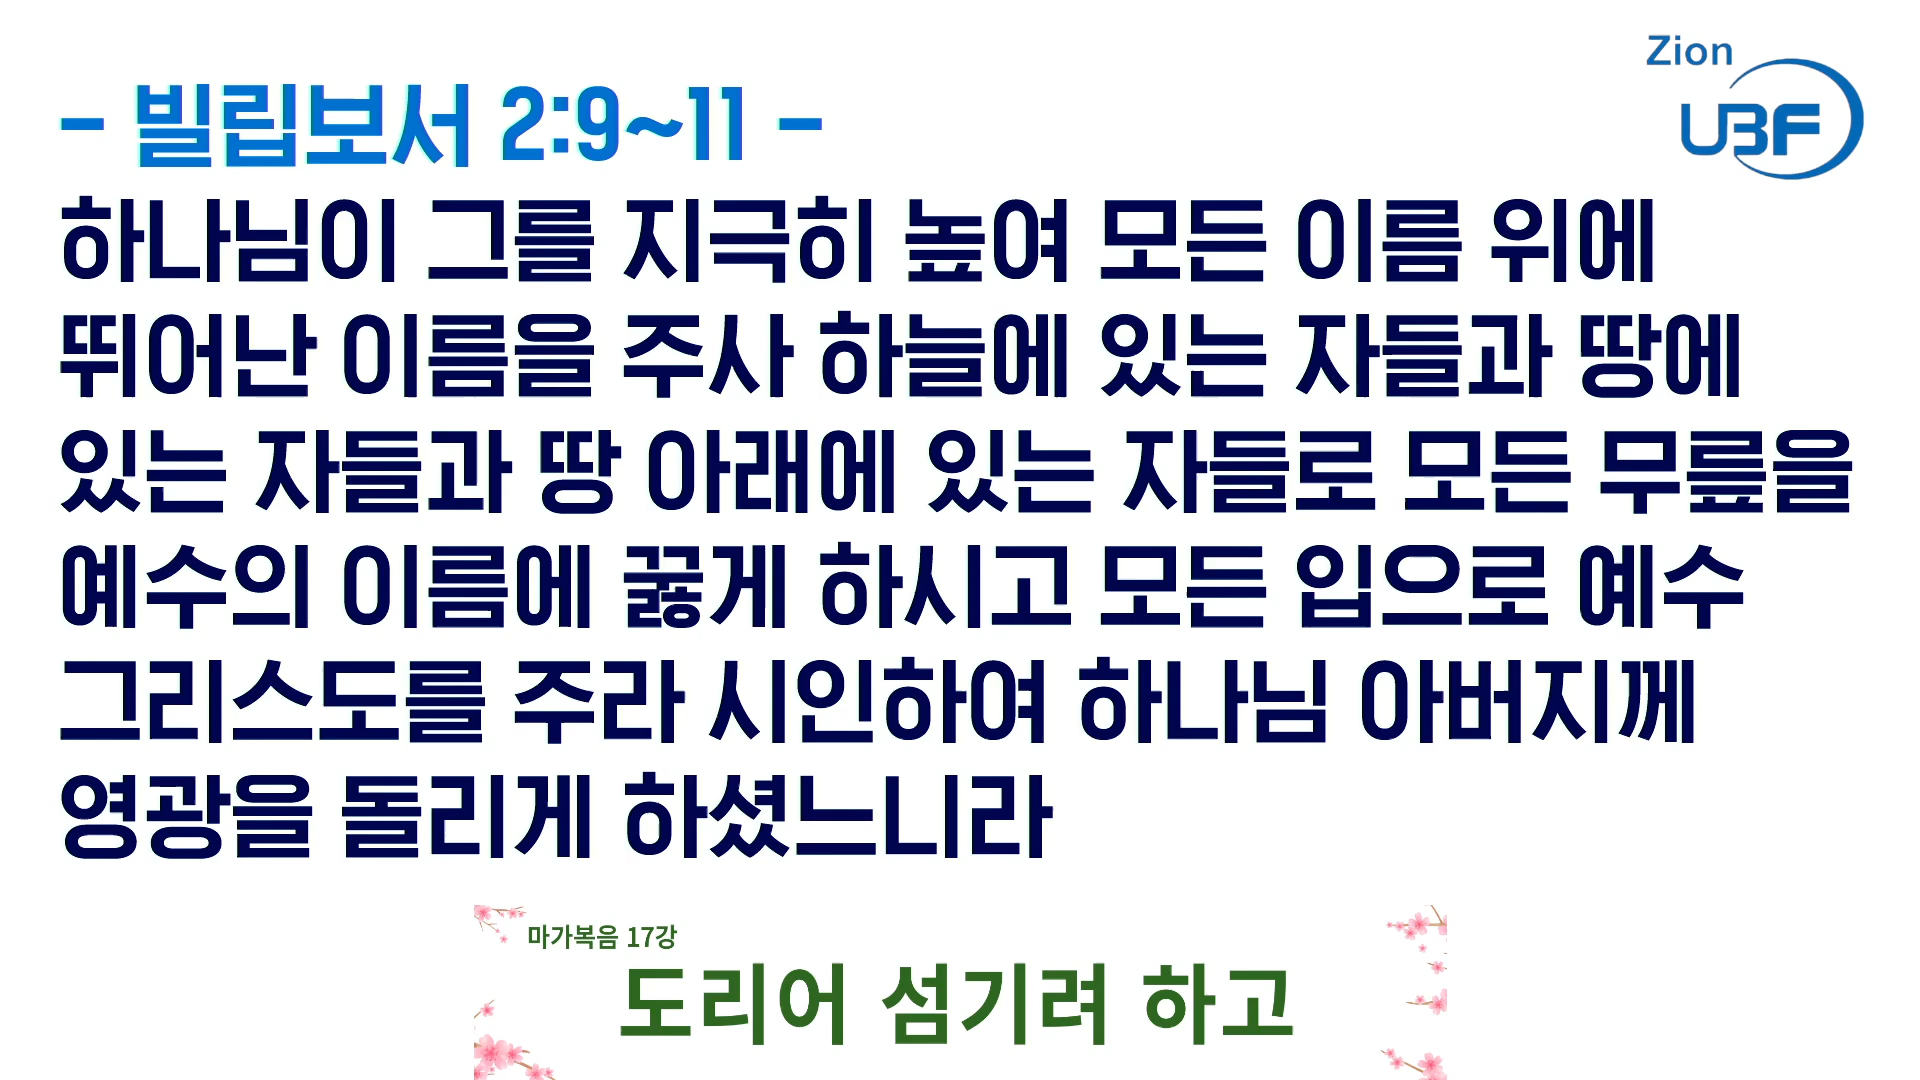 Zion
UBF
- 빌립보서 2:9~11 -
하나님이 그를 지극히 높여 모든 이름 위에
뛰어난 이름을 주사 하늘에 있는 자들과 땅에
있는 자들과 땅 아래에 있는 자들로 모든 무릎을
예수의 이름에 꿇게 하시고 모든 입으로 예수
그리스도를 주라 시인하여 하나님 아버지께
영광을 돌리게 하셨느니라
마가복음 17강
도리어 섬기려 하고